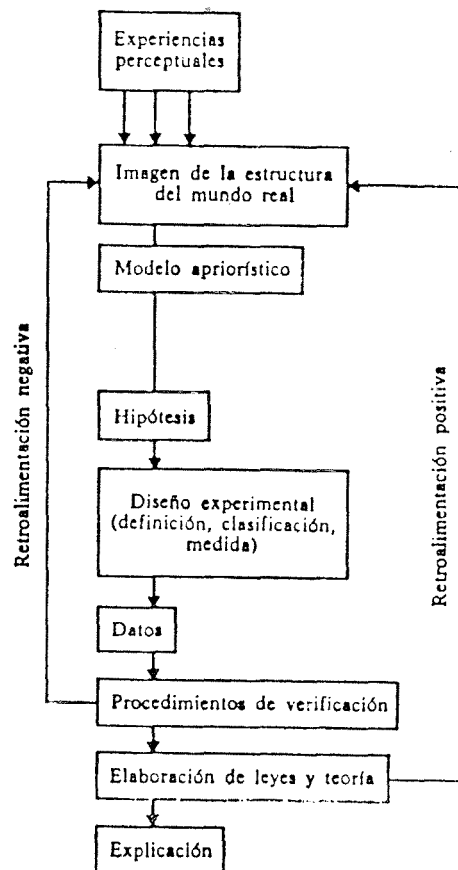 Experiencias
perceptuales
Imagen de la estructura
del mundo real
Modelo apriorístico
Retroalimentación negativa
Retroalimentación positiva
Hipótesis
Diseño experimental
(definición, clasificación,
medida)
Datos
Procedimientos de verificación
Elaboración de leyes y teoría
Explicación